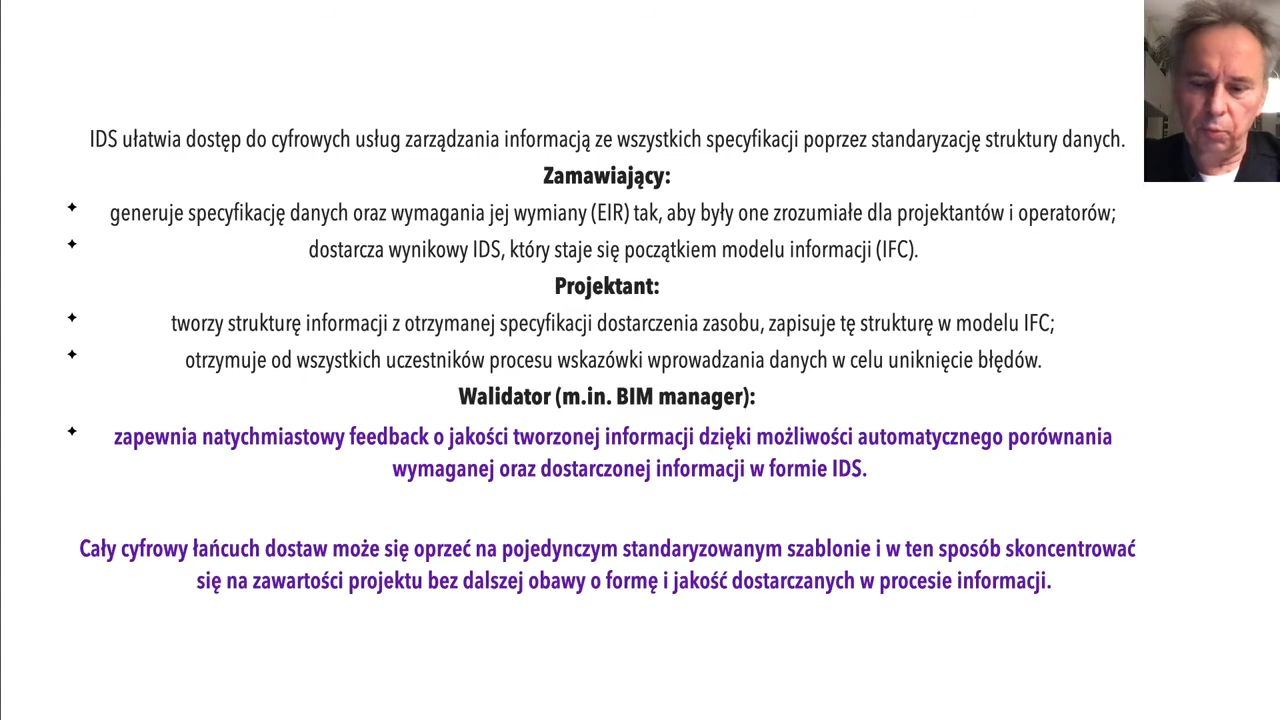 IDS ułatwia dostęp do cyfrowych usług zarządzania informacją ze wszystkich specyfikacji poprzez standaryzację struktury danych.
Zamawiający:
✦ generuje specyfikację danych oraz wymagania jej wymiany (EIR) tak, aby były one zrozumiałe dla projektantów i operatorów;
✦ dostarcza wynikowy IDS, który staje się początkiem modelu informacji (IFC).
Projektant:
✦ tworzy strukturę informacji z otrzymanej specyfikacji dostarczenia zasobu, zapisuje tę strukturę w modelu IFC;
✦ otrzymuje od wszystkich uczestników procesu wskazówki wprowadzania danych w celu uniknięcie błędów.
Walidator (m.in. BIM manager):
✦ zapewnia natychmiastowy feedback o jakości tworzonej informacji dzięki możliwości automatycznego porównania
wymaganej oraz dostarczonej informacji w formie IDS.
Cały cyfrowy łańcuch dostaw może się oprzeć na pojedynczym standaryzowanym szablonie i w ten sposób skoncentrować
się na zawartości projektu bez dalszej obawy o formę i jakość dostarczanych w procesie informacji.